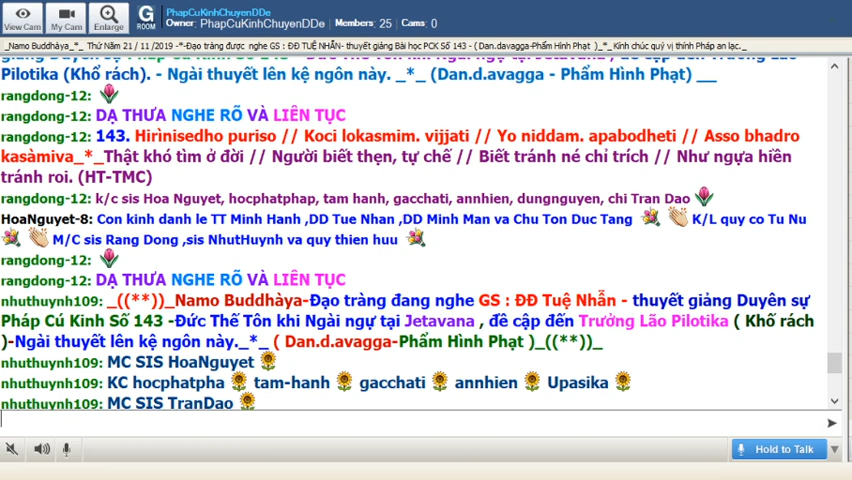 View Cam
My Cam
Enlarge
G
ROOM
PhapCuKinhChuyenDDe
Owner: PhapCuKinhChuyenDDe Members: 25 Cams: 0
_Namo Buddhàya_*_ Thứ Năm 21 / 11 /2019 -*-Đạo tràng được nghe GS : ĐĐ TUỆ NHẪN- thuyết giảng Bài học PCK Số 143 - ( Dan.davagga-Phẩm Hình Phạt )_*_ Kính chúc quý vị thính Pháp an lạc._
Pilotika (Khố rách). - Ngài thuyết lên kệ ngôn này. _*_ (Dan.d.avagga - Phẩm Hình Phạt) __
rangdong-12:
rangdong-12: DẠ THƯA NGHE RÕ VÀ LIÊN TỤC
rangdong-12: 143. Hirìnisedho puriso // Koci lokasmim. vijjati // Yo niddam. apabodheti // Asso bhadro
kasàmiva_*_Thật khó tìm ở đời // Người biết thẹn, tự chế // Biết tránh né chỉ trích // Như ngựa hiền
tránh roi. (HT-TMC)
rangdong-12: k/c sis Hoa Nguyet, hocphatphap, tam hanh, gacchati, annhien, dungnguyen, chi Tran Dao
HoaNguyet-8: Con kinh danh le TT Minh Hanh ,DD Tue Nhan ,DD Minh Man va Chu Ton Duc Tang K/L quy co Tu Nu
M/C sis Rang Dong ,sis NhutHuynh va quy thien huu
rangdong-12:
rangdong-12: DẠ THƯA NGHE RÕ VÀ LIÊN TỤC
nhuthuynh109: _((**))_Namo Buddhàya-Đạo tràng đang nghe GS : ĐĐ Tuệ Nhẫn - thuyết giảng Duyên sự
Pháp Cú Kinh Số 143 -Đức Thế Tôn khi Ngài ngự tại Jetavana , đề cập đến Trưởng Lão Pilotika ( Khố rách
)-Ngài thuyết lên kệ ngôn này._*_ ( Dan.d.avagga-Phẩm Hình Phạt )_((**))_
nhuthuynh109: MC SIS HoaNguyet
nhuthuynh109: KC hocphatpha tam-hanh gacchati annhien Upasika
nhuthuynh109: MC SIS TranDao
Hold to Talk